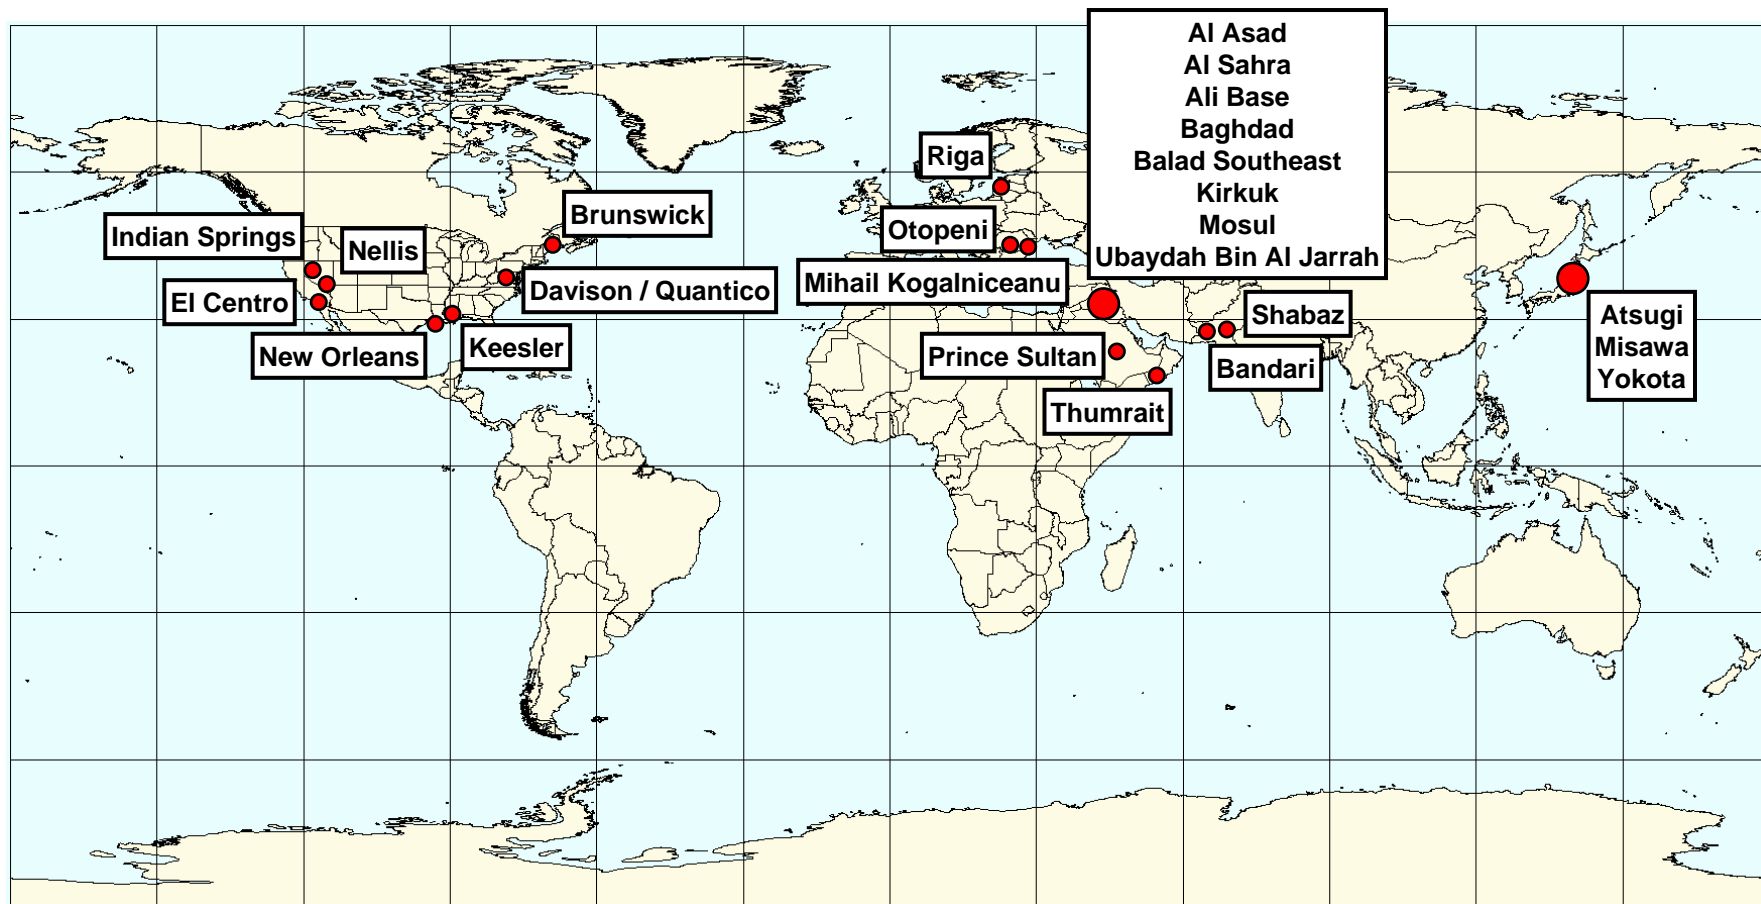 Al Asad
Al Sahra
Ali Base
Baghdad
Balad Southeast
Kirkuk
Mosul
Ubaydah Bin Al Jarrah
Riga
Brunswick
Indian Springs
Nellis
Otopeni
El Centro
Davison / Quantico
Mihail Kogalniceanu
New Orleans
Keesler
Prince Sultan
Shabaz
Bandari
Thumrait
Atsugi
Misawa
Yokota